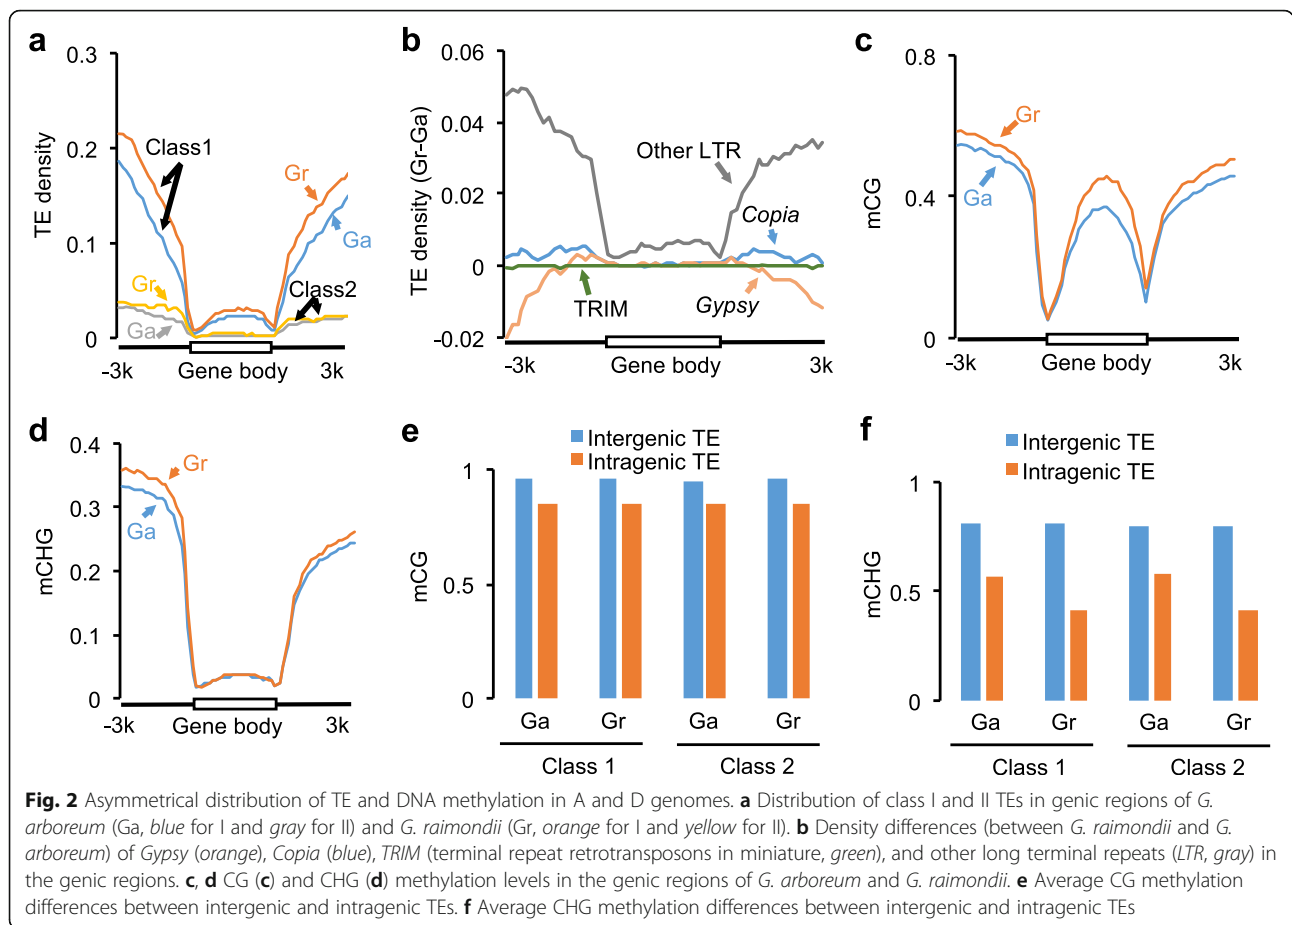 a
0.3
0.2
0.1
0
TE density
Class1
Gr
Ga
Gr
Ga
Class2
-3k
Gene body
3k
b
0.06
0.04
0.02
0
−0.02
TE density (Gr-Ga)
Other LTR
Copia
TRIM
Gypsy
-3k
Gene body
3k
c
0.8
0.4
0
mCG
Gr
Ga
-3k
Gene body
3k
d
0.4
0.3
0.2
0.1
0
mCHG
Gr
Ga
-3k
Gene body
3k
e
Intergenic TE
Intragenic TE
1
0.5
0
mCG
Ga Gr Ga Gr
Class 1 Class 2
f
Intergenic TE
Intragenic TE
1
0.5
0
mCHG
Ga Gr Ga Gr
Class 1 Class 2
Fig. 2 Asymmetrical distribution of TE and DNA methylation in A and D genomes. a Distribution of class I and II TEs in genic regions of G.
arboreum (Ga, blue for I and gray for II) and G. raimondii (Gr, orange for I and yellow for II). b Density differences (between G. raimondii and G.
arboreum) of Gypsy (orange), Copia (blue), TRIM (terminal repeat retrotransposons in miniature, green), and other long terminal repeats (LTR, gray) in
the genic regions. c, d CG (c) and CHG (d) methylation levels in the genic regions of G. arboreum and G. raimondii. e Average CG methylation
differences between intergenic and intragenic TEs. f Average CHG methylation differences between intergenic and intragenic TEs